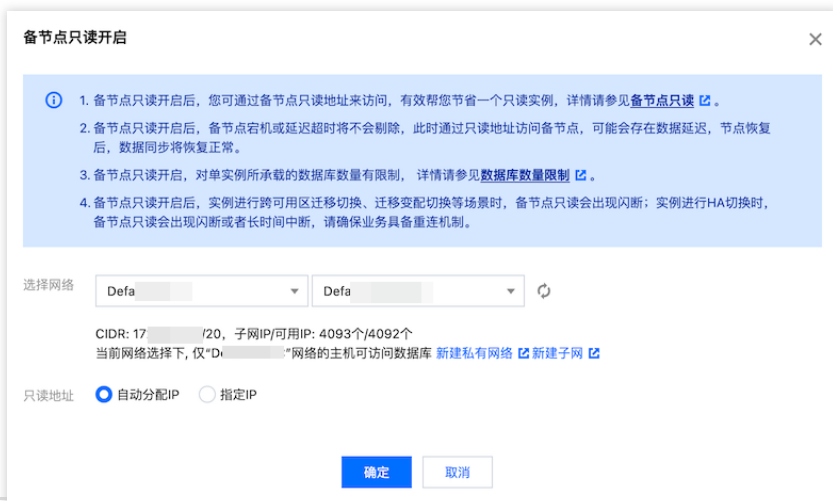 备节点只读开启
1. 备节点只读开启后，您可通过备节点只读地址来访问，有效帮您节省一个只读实例，详情请参见备节点只读 。
2. 备节点只读开启后，备节点宕机或延迟超时将不会剔除，此时通过只读地址访问备节点，可能会存在数据延迟，节点恢复
后，数据同步将恢复正常。
3. 备节点只读开启，对单实例所承载的数据库数量有限制， 详情请参见数据库数量限制 。
4. 备节点只读开启后，实例进行跨可用区迁移切换、迁移变配切换等场景时，备节点只读会出现闪断；实例进行HA切换时，
备节点只读会出现闪断或者长时间中断，请确保业务具备重连机制。
选择网络
Defa
Defa
CIDR: 17 /20，子网IP/可用IP: 4093个/4092个
当前网络选择下, 仅“D ”网络的主机可访问数据库 新建私有网络 新建子网
只读地址
自动分配IP
指定IP
确定
取消